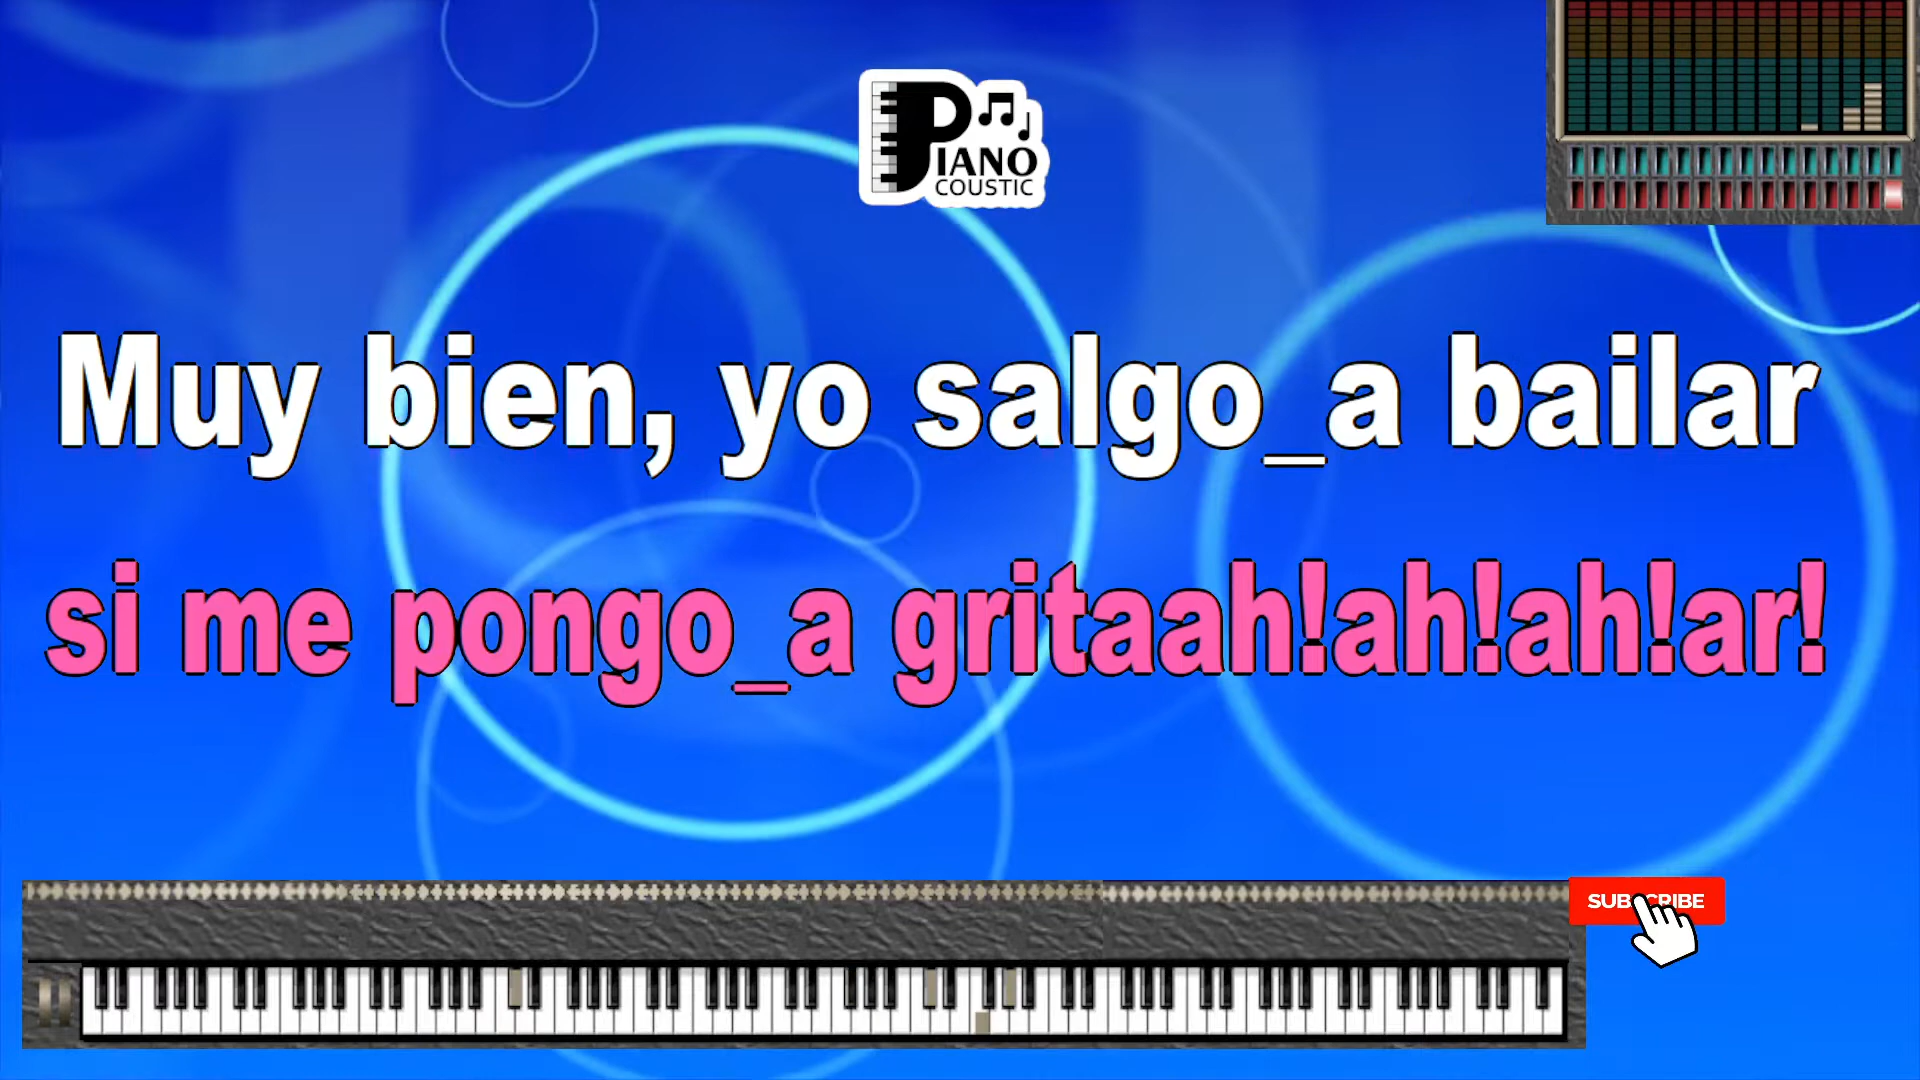 PIANO
COUSTIC
Muy bien, yo salgo_a bailar
si me pongo_a gritaah!ah!ah!ar!
SUBSCRIBE